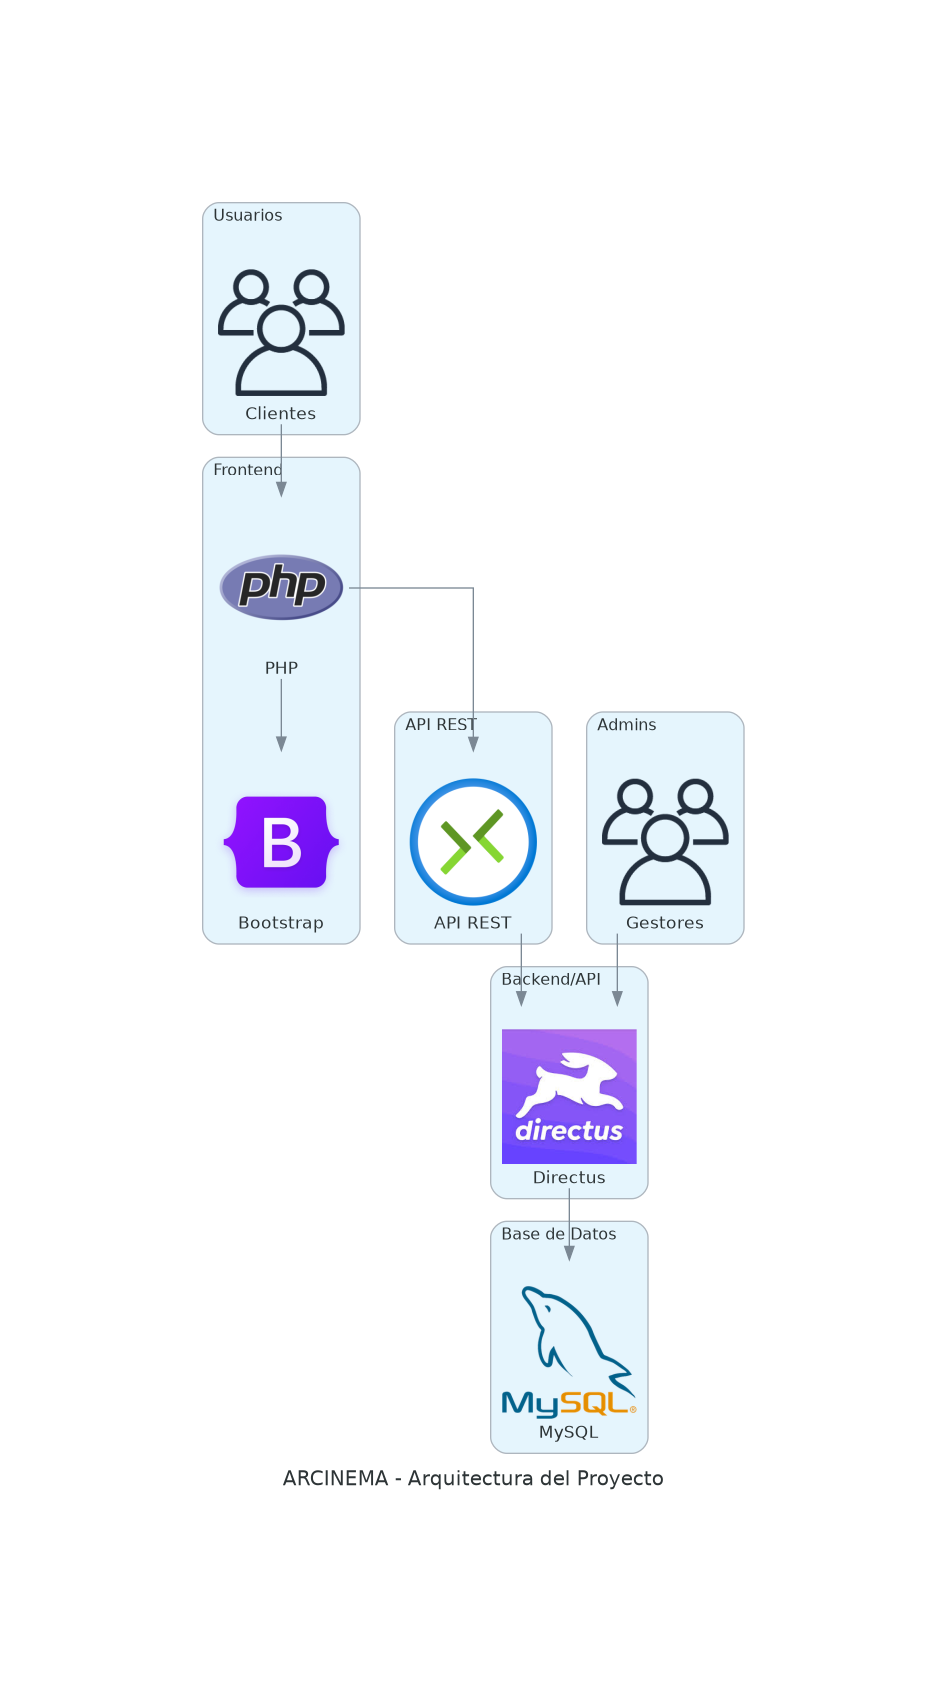 Usuarios
Clientes
Frontend
php
PHP
B
Bootstrap
API REST
API REST
Admins
Gestores
Backend/API
directus
Directus
Base de Datos
MySQL®
MySQL
ARCINEMA - Arquitectura del Proyecto